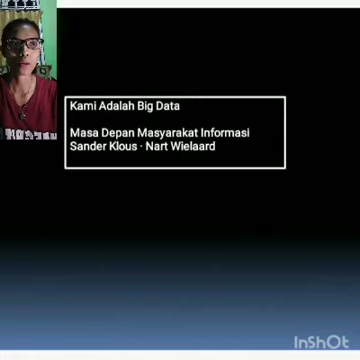 Kami Adalah Big Data
Masa Depan Masyarakat Informasi
Sander Klous · Nart Wielaard
InShOt